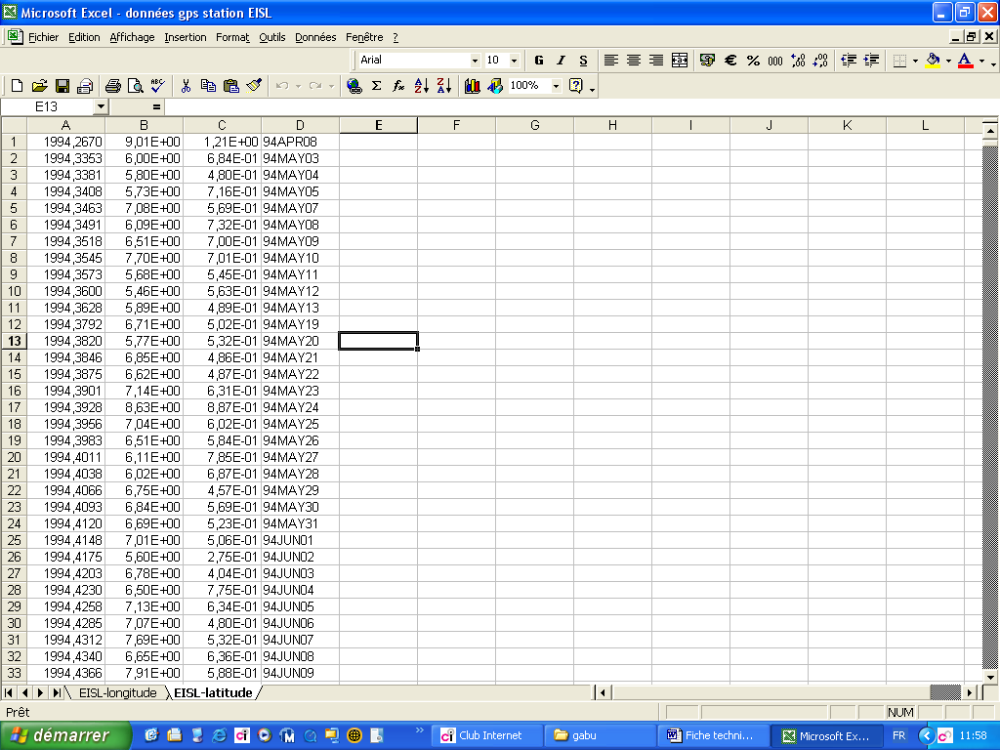 Microsoft Excel - données gps station EISL
Fichier Edition Affichage Insertion Format Outils Données Fenêtre ?
Arial 10 G I S € % 000
100%
E13 =
A B C D E F G H I J K L
1 1994,2670 9,01E+00 1,21E+00 94APR08
2 1994,3353 6,00E+00 6,84E-01 94MAY03
3 1994,3381 5,80E+00 4,80E-01 94MAY04
4 1994,3408 5,73E+00 7,16E-01 94MAY05
5 1994,3463 7,08E+00 5,69E-01 94MAY07
6 1994,3491 6,09E+00 7,32E-01 94MAY08
7 1994,3518 6,51E+00 7,00E-01 94MAY09
8 1994,3545 7,70E+00 7,01E-01 94MAY10
9 1994,3573 5,68E+00 5,45E-01 94MAY11
10 1994,3600 5,46E+00 5,63E-01 94MAY12
11 1994,3628 5,89E+00 4,89E-01 94MAY13
12 1994,3792 6,71E+00 5,02E-01 94MAY19
13 1994,3820 5,77E+00 5,32E-01 94MAY20
14 1994,3846 6,85E+00 4,86E-01 94MAY21
15 1994,3875 6,62E+00 4,87E-01 94MAY22
16 1994,3901 7,14E+00 6,31E-01 94MAY23
17 1994,3928 8,63E+00 8,87E-01 94MAY24
18 1994,3956 7,04E+00 6,02E-01 94MAY25
19 1994,3983 6,51E+00 5,84E-01 94MAY26
20 1994,4011 6,11E+00 7,85E-01 94MAY27
21 1994,4038 6,02E+00 6,87E-01 94MAY28
22 1994,4066 6,75E+00 4,57E-01 94MAY29
23 1994,4093 6,84E+00 5,69E-01 94MAY30
24 1994,4120 6,69E+00 5,23E-01 94MAY31
25 1994,4148 7,01E+00 5,06E-01 94JUN01
26 1994,4175 5,60E+00 2,75E-01 94JUN02
27 1994,4203 6,78E+00 4,04E-01 94JUN03
28 1994,4230 6,50E+00 7,75E-01 94JUN04
29 1994,4258 7,13E+00 6,34E-01 94JUN05
30 1994,4285 7,07E+00 4,80E-01 94JUN06
31 1994,4312 7,69E+00 5,32E-01 94JUN07
32 1994,4340 6,65E+00 6,36E-01 94JUN08
33 1994,4366 7,91E+00 5,88E-01 94JUN09
EISL-longitude EISL-latitude
Prêt NUM
démarrer Club Internet gabu Fiche techni... Microsoft Ex... FR 11:58